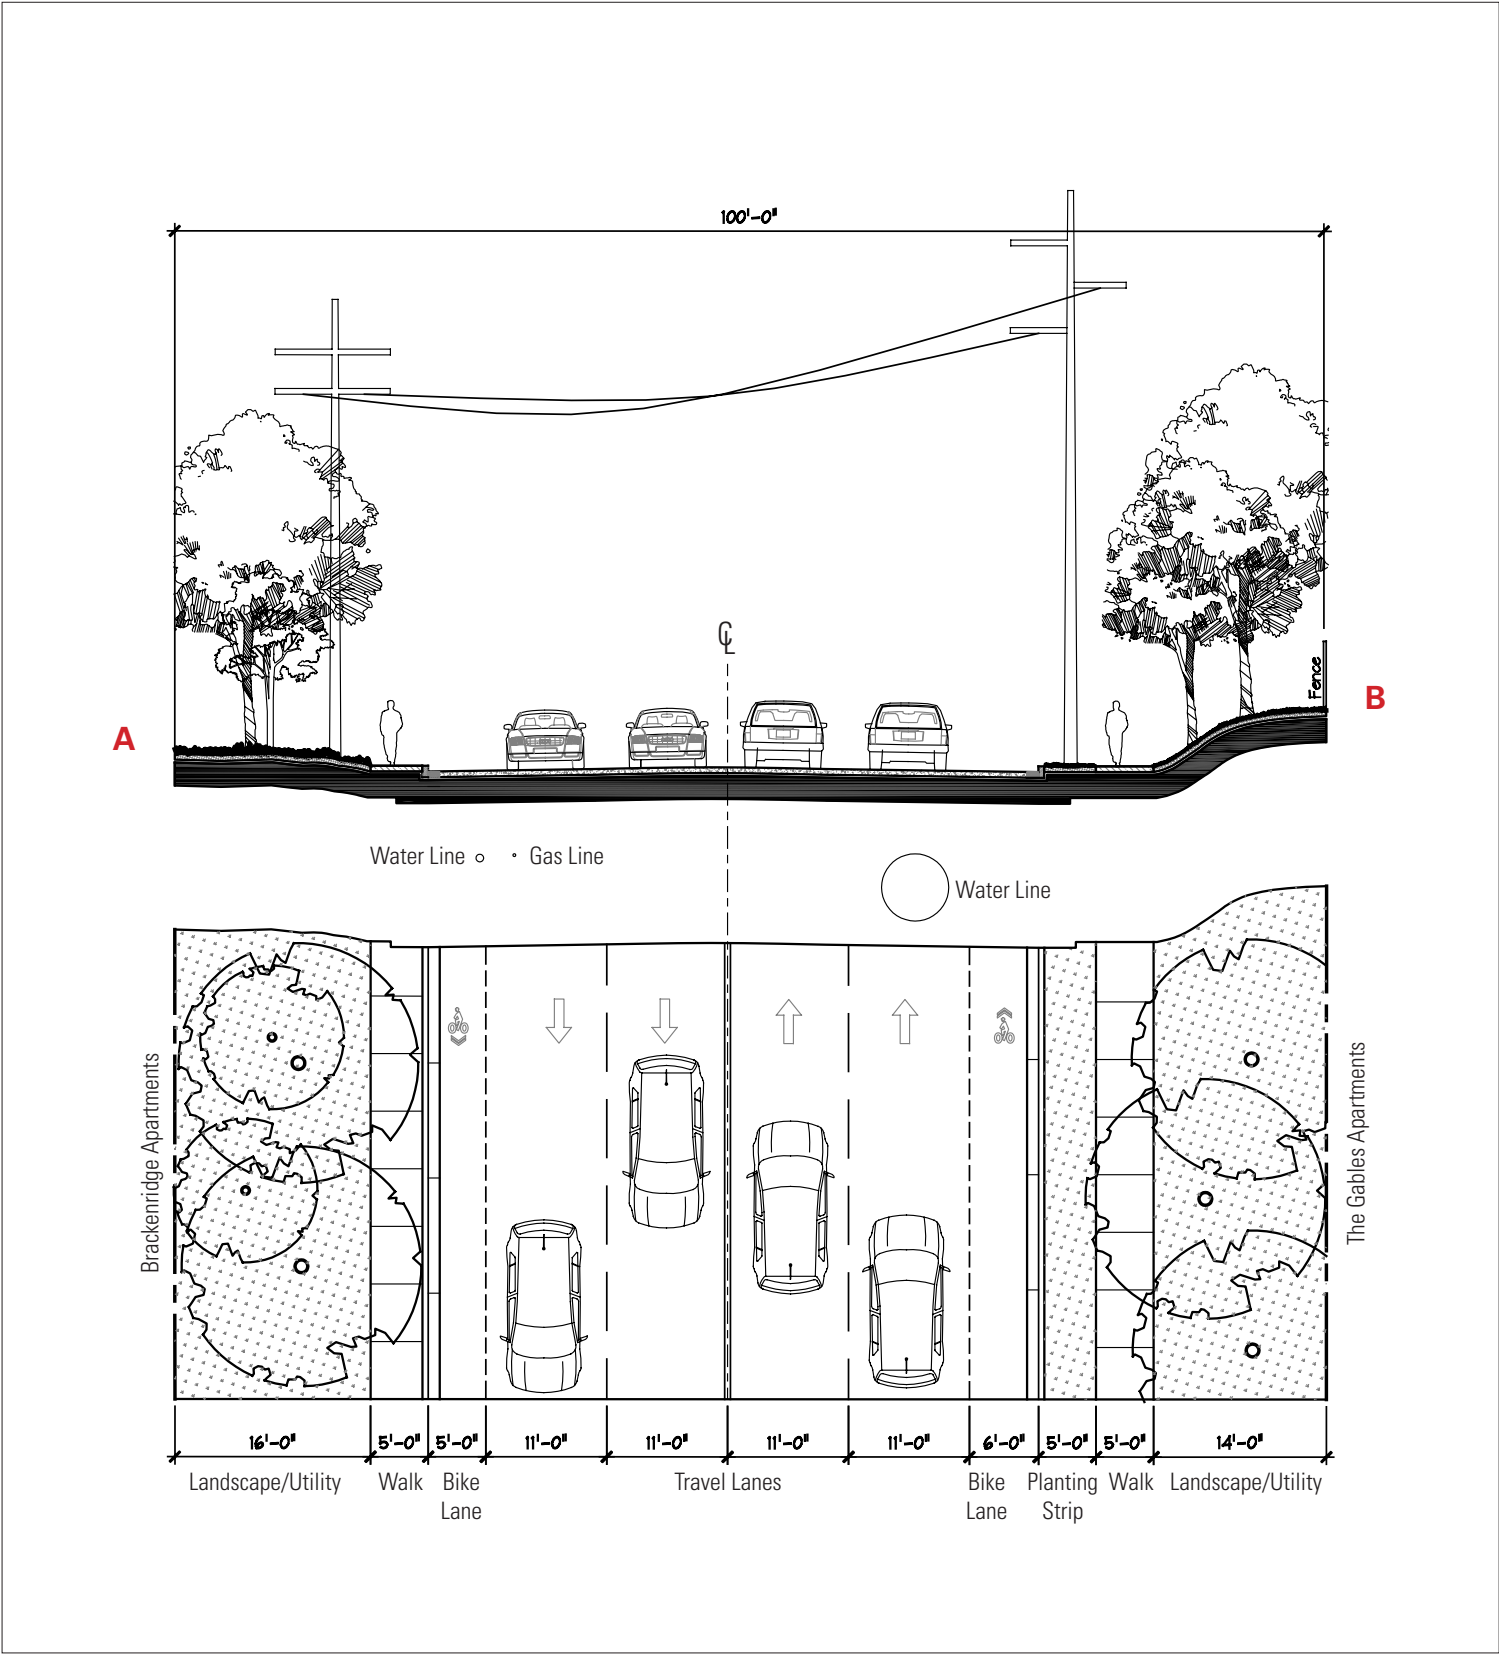 100'-0"
C
L
Fence
A
B
Water Line
Gas Line
Water Line
Brackenridge Apartments
The Gables Apartments
16'-0" 5'-0" 5'-0" 11'-0" 11'-0" 11'-0" 11'-0" 6'-0" 5'-0" 5'-0" 14'-0"
Landscape/Utility Walk Bike Travel Lanes Bike Planting Walk Landscape/Utility
Lane Lane Strip